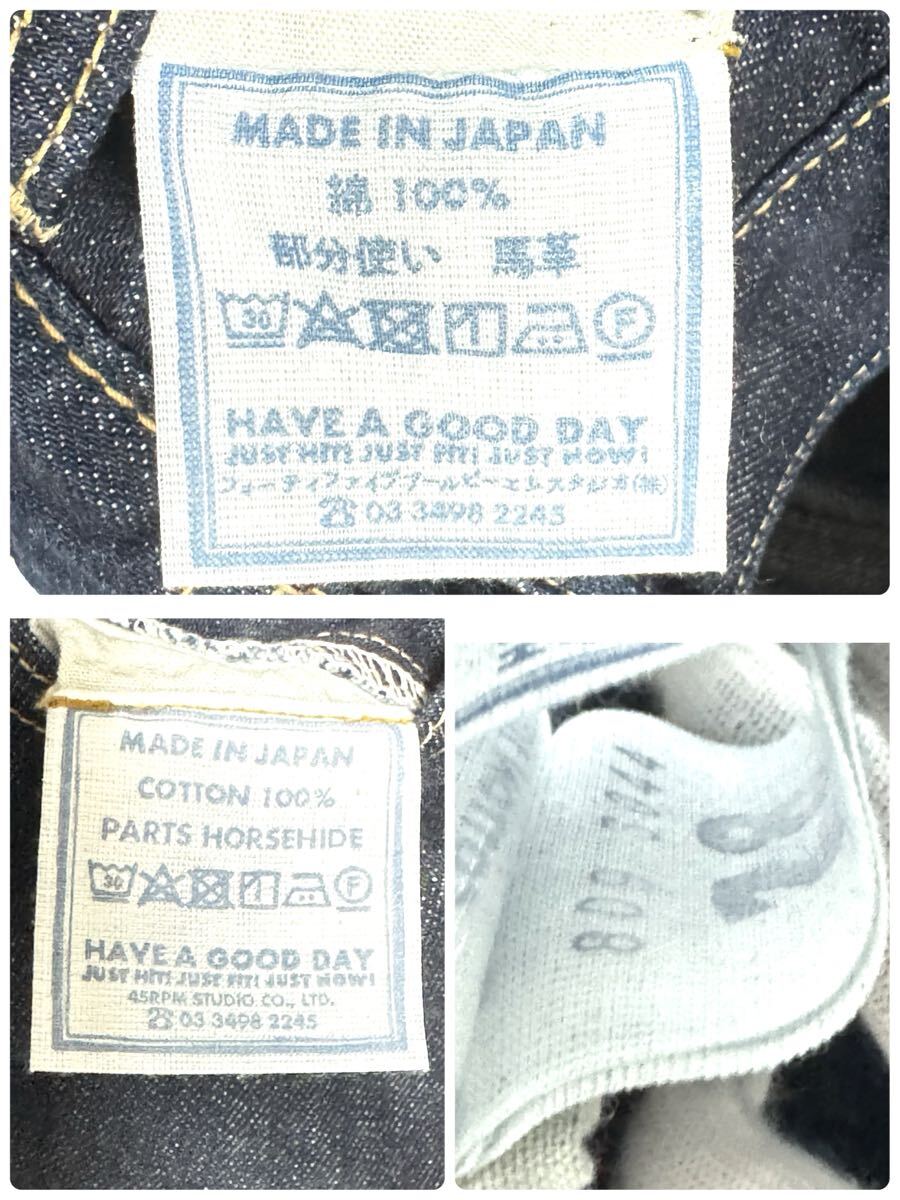 MADE IN JAPAN
綿 100%
部分使い 馬革
30
F
HAVE A GOOD DAY
JUST HIT! JUST FIT! JUST NOW!
フォーティファイブアールピーエムスタジオ(株)
☎ 03 3498 2245
MADE IN JAPAN
COTTON 100%
PARTS HORSEHIDE
30
F
HAVE A GOOD DAY
JUST HIT! JUST FIT! JUST NOW!
45RPM STUDIO CO., LTD.
☎ 03 3498 2245
28